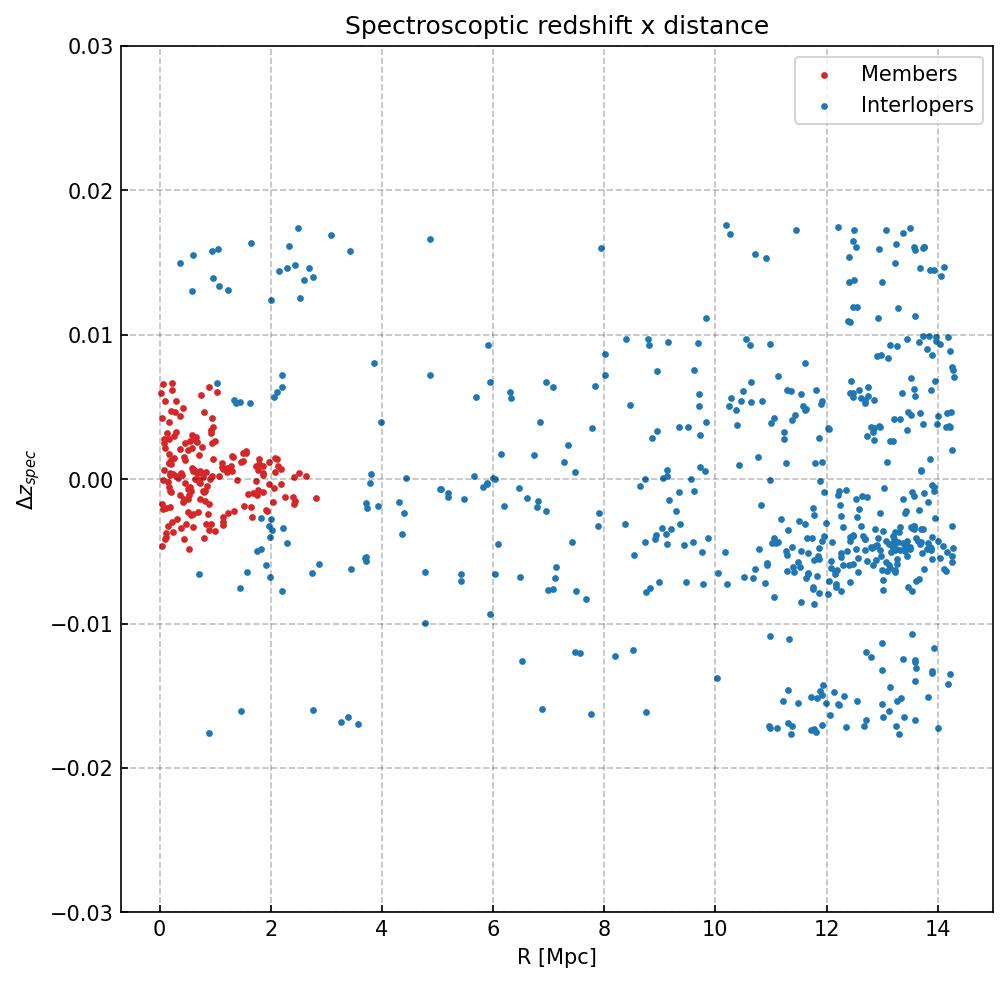 Spectroscoptic redshift x distance
Members
Interlopers
0.03
0.02
0.01
0.00
−0.01
−0.02
−0.03
Δz_spec
0 2 4 6 8 10 12 14
R [Mpc]